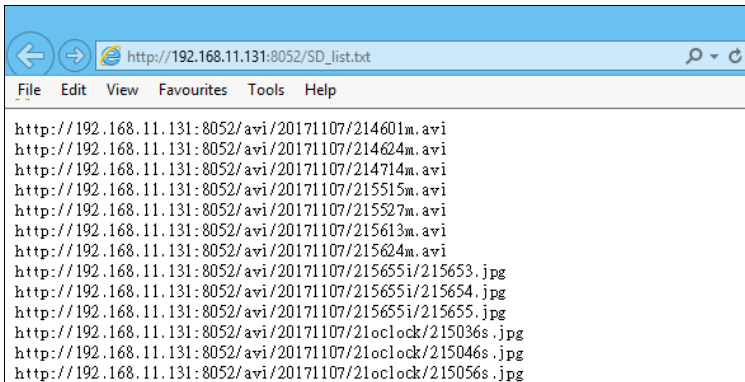 http://192.168.11.131:8052/SD_list.txt
File Edit View Favourites Tools Help
http://192.168.11.131:8052/avi/20171107/214601m.avi
http://192.168.11.131:8052/avi/20171107/214624m.avi
http://192.168.11.131:8052/avi/20171107/214714m.avi
http://192.168.11.131:8052/avi/20171107/215515m.avi
http://192.168.11.131:8052/avi/20171107/215527m.avi
http://192.168.11.131:8052/avi/20171107/215613m.avi
http://192.168.11.131:8052/avi/20171107/215624m.avi
http://192.168.11.131:8052/avi/20171107/215655i/215653.jpg
http://192.168.11.131:8052/avi/20171107/215655i/215654.jpg
http://192.168.11.131:8052/avi/20171107/215655i/215655.jpg
http://192.168.11.131:8052/avi/20171107/21oclock/215036s.jpg
http://192.168.11.131:8052/avi/20171107/21oclock/215046s.jpg
http://192.168.11.131:8052/avi/20171107/21oclock/215056s.jpg